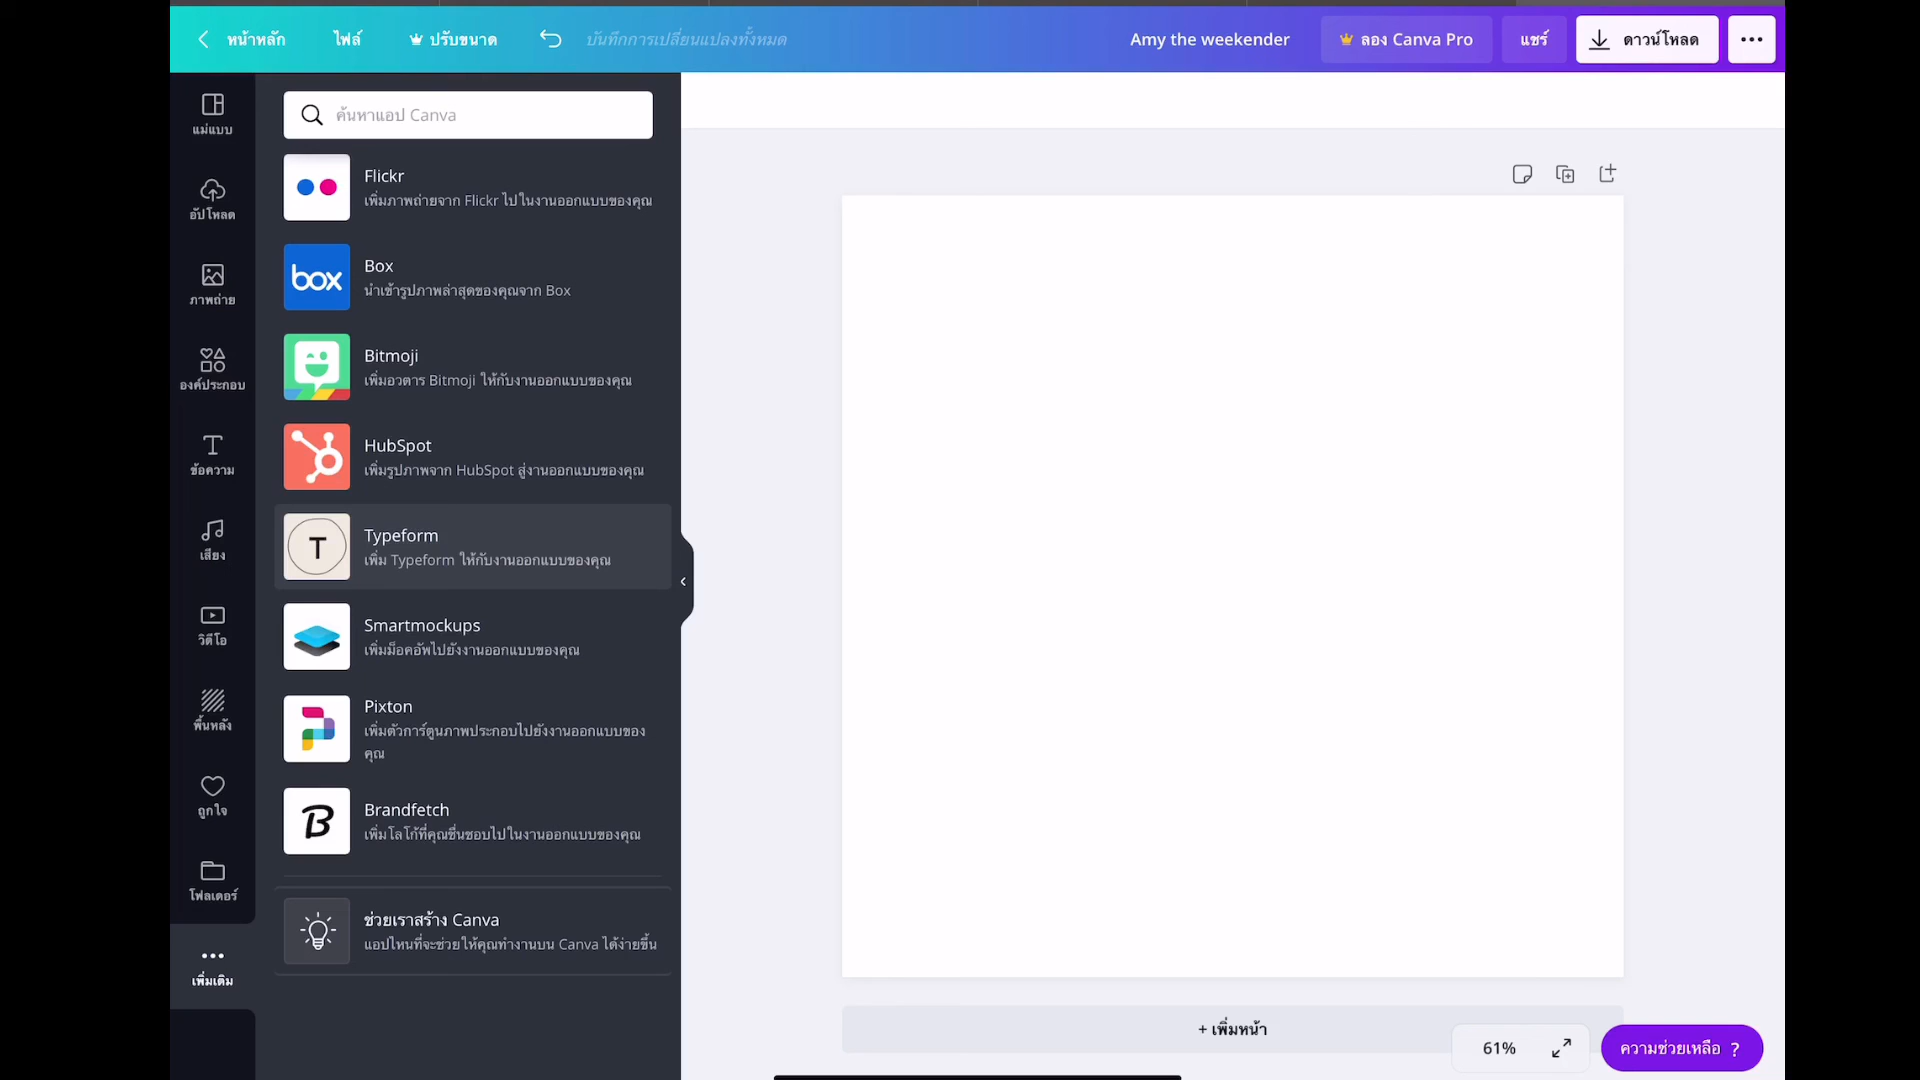 หน้าหลัก
ไฟล์
ปรับขนาด
บันทึกการเปลี่ยนแปลงทั้งหมด
Amy the weekender
ลอง Canva Pro
แชร์
ดาวน์โหลด
แม่แบบ
อัปโหลด
ภาพถ่าย
องค์ประกอบ
ข้อความ
เสียง
วิดีโอ
พื้นหลัง
ถูกใจ
โฟลเดอร์
เพิ่มเติม
ค้นหาแอป Canva
Flickr
เพิ่มภาพถ่ายจาก Flickr ไปในงานออกแบบของคุณ
box
Box
นำเข้ารูปภาพล่าสุดของคุณจาก Box
Bitmoji
เพิ่มอวตาร Bitmoji ให้กับงานออกแบบของคุณ
HubSpot
เพิ่มรูปภาพจาก HubSpot สู่งานออกแบบของคุณ
T
Typeform
เพิ่ม Typeform ให้กับงานออกแบบของคุณ
Smartmockups
เพิ่มม็อคอัพไปยังงานออกแบบของคุณ
Pixton
เพิ่มตัวการ์ตูนภาพประกอบไปยังงานออกแบบของ
คุณ
B
Brandfetch
เพิ่มโลโก้ที่คุณชื่นชอบไปในงานออกแบบของคุณ
ช่วยเราสร้าง Canva
แอปไหนที่จะช่วยให้คุณทำงานบน Canva ได้ง่ายขึ้น
+ เพิ่มหน้า
61%
ความช่วยเหลือ ?